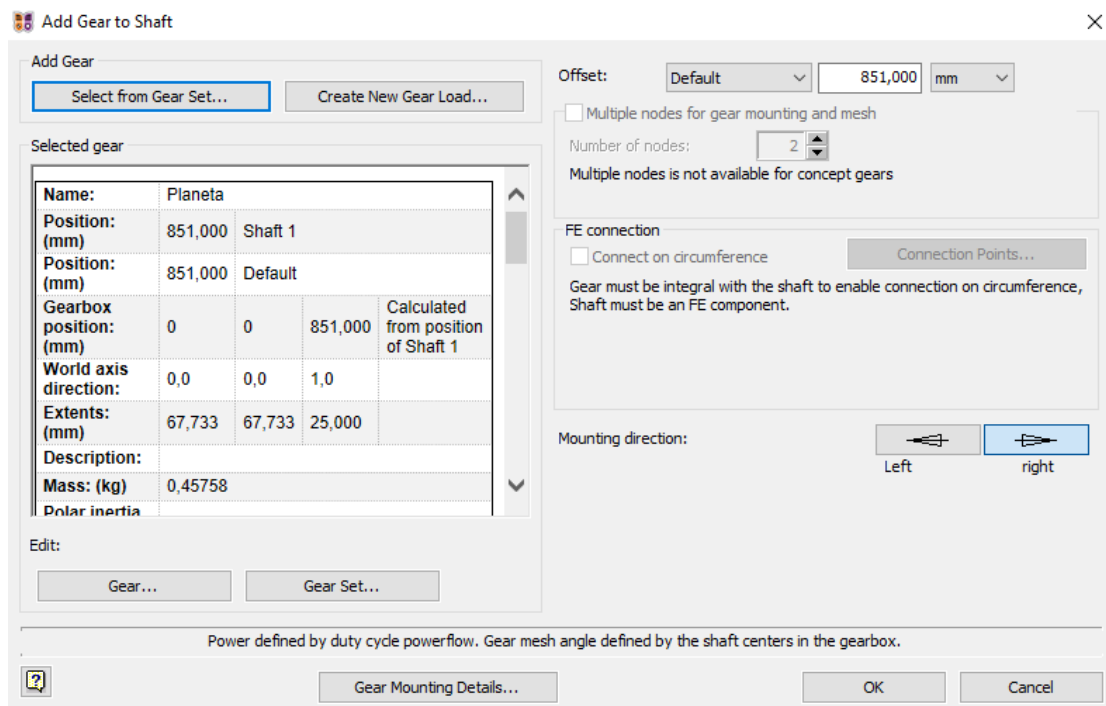 Add Gear to Shaft
Add Gear
Select from Gear Set...
Create New Gear Load...
Selected gear
Name: Planeta
Position: (mm) 851,000 Shaft 1
Position: (mm) 851,000 Default
Gearbox position: (mm) 0 0 851,000 Calculated from position of Shaft 1
World axis direction: 0,0 0,0 1,0
Extents: (mm) 67,733 67,733 25,000
Description:
Mass: (kg) 0,45758
Polar inertia
Edit:
Gear...
Gear Set...
Offset: Default 851,000 mm
Multiple nodes for gear mounting and mesh
Number of nodes: 2
Multiple nodes is not available for concept gears
FE connection
Connect on circumference
Connection Points...
Gear must be integral with the shaft to enable connection on circumference,
Shaft must be an FE component.
Mounting direction:
Left right
Power defined by duty cycle powerflow. Gear mesh angle defined by the shaft centers in the gearbox.
?
Gear Mounting Details...
OK
Cancel